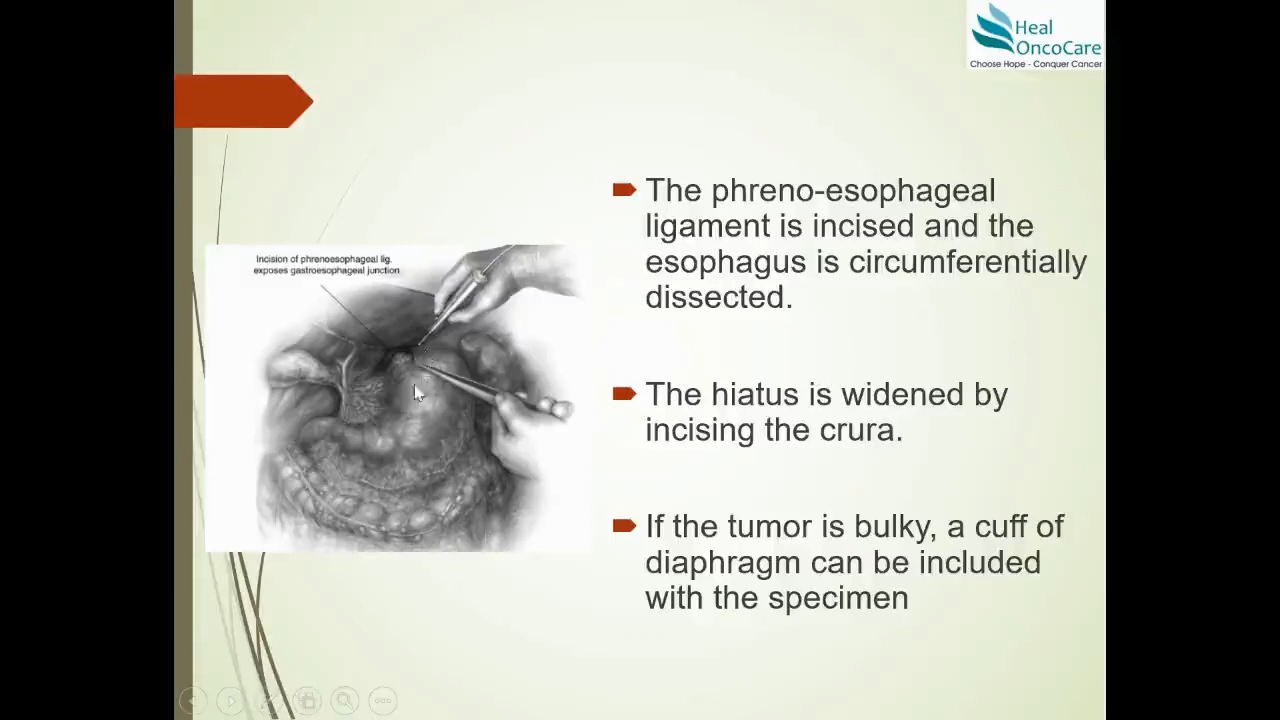 Heal
OncoCare
Choose Hope - Conquer Cancer
The phreno-esophageal
ligament is incised and the
esophagus is circumferentially
dissected.
Incision of phrenoesophageal lig.
exposes gastroesophageal junction
The hiatus is widened by
incising the crura.
If the tumor is bulky, a cuff of
diaphragm can be included
with the specimen